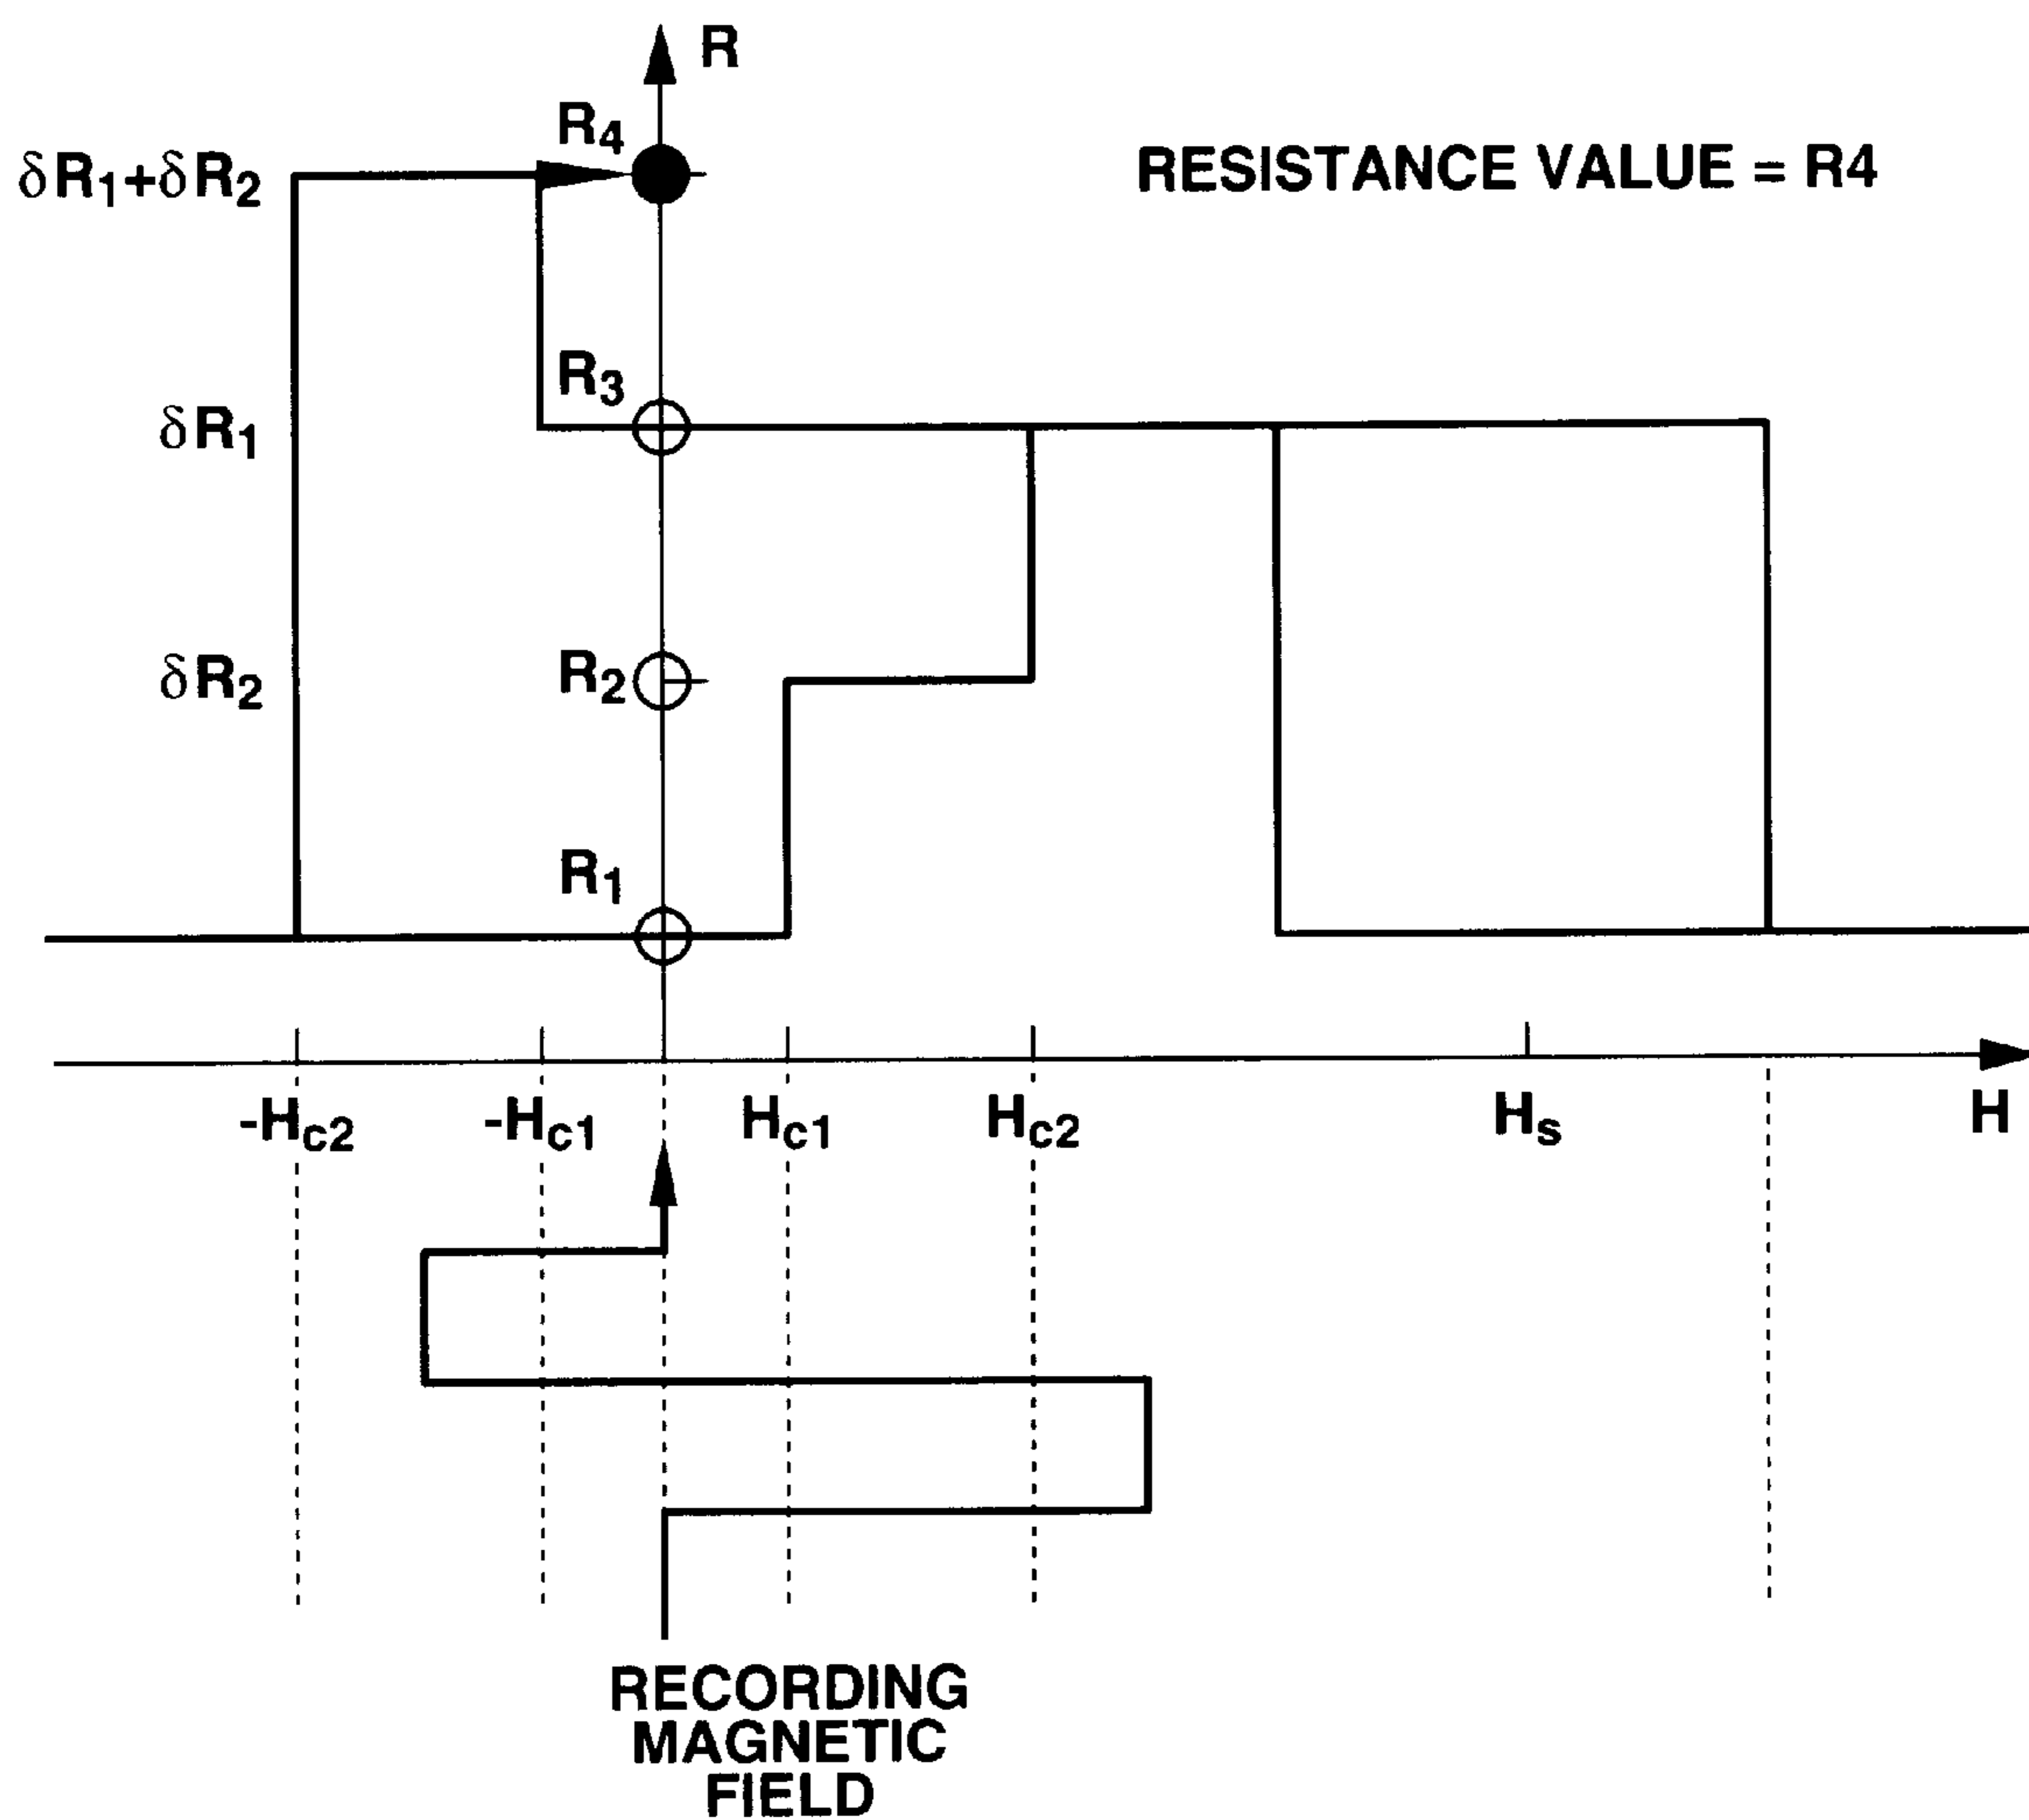 R
R4
δR1+δR2
RESISTANCE VALUE = R4
R3
δR1
δR2
R2
R1
-Hc2
-Hc1
Hc1
Hc2
Hs
H
RECORDING
MAGNETIC
FIELD